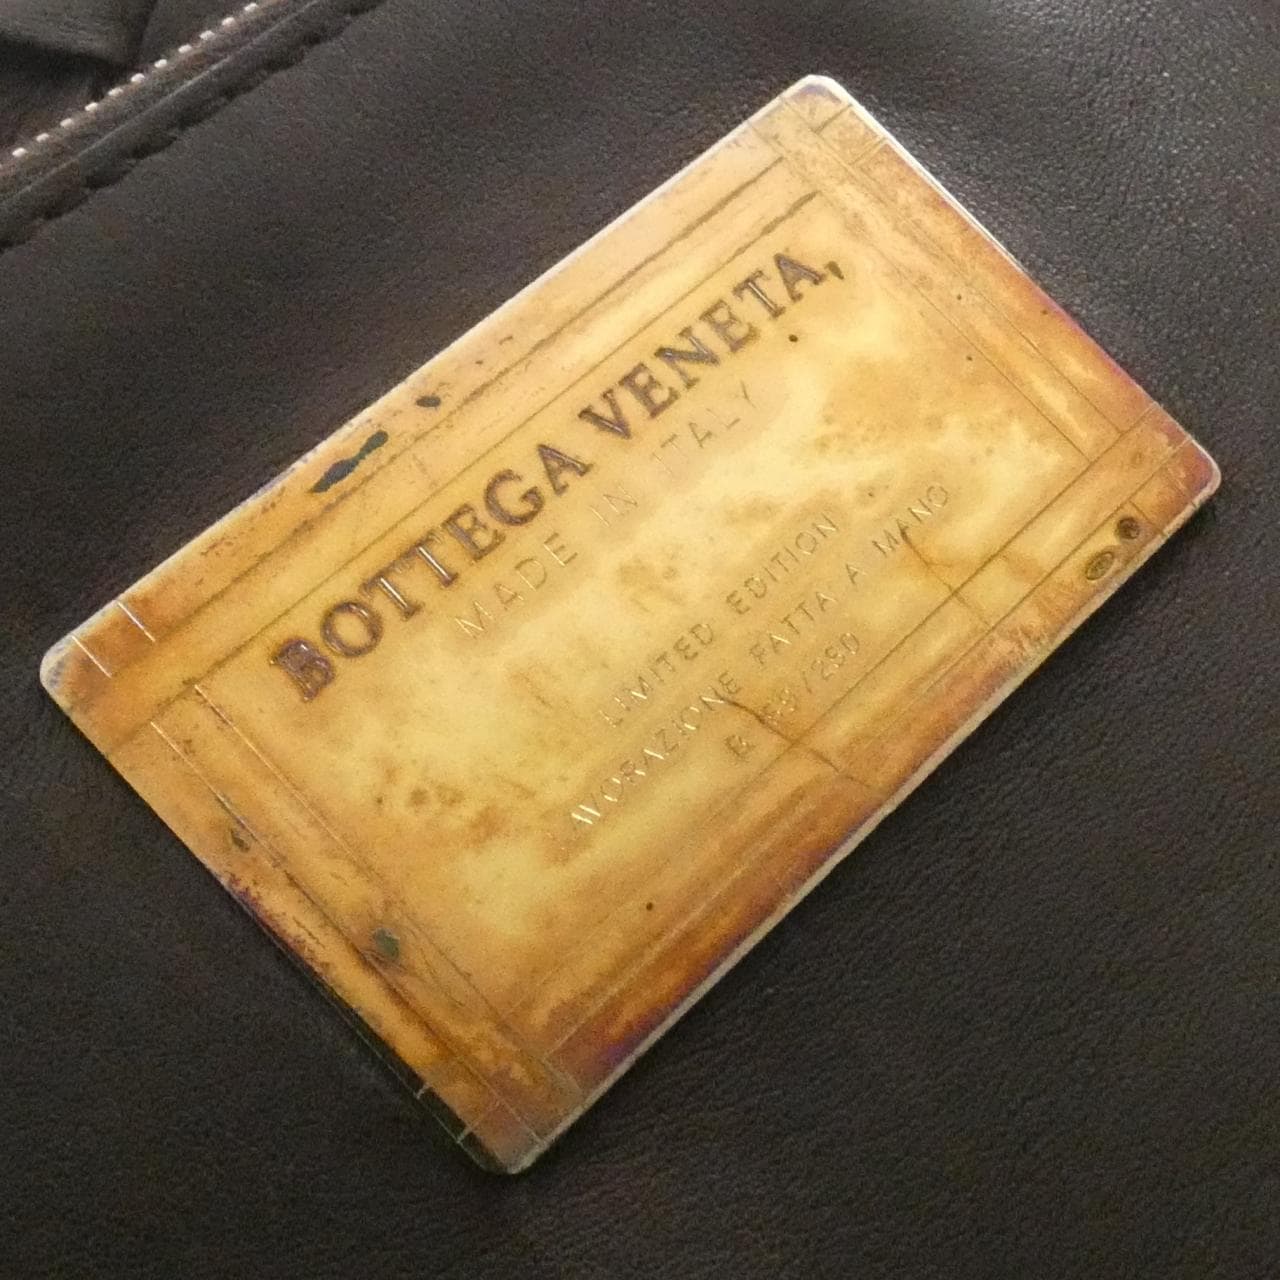 BOTTEGA VENETA,
MADE IN ITALY
LIMITED EDITION
LAVORAZIONE FATTA A MANO